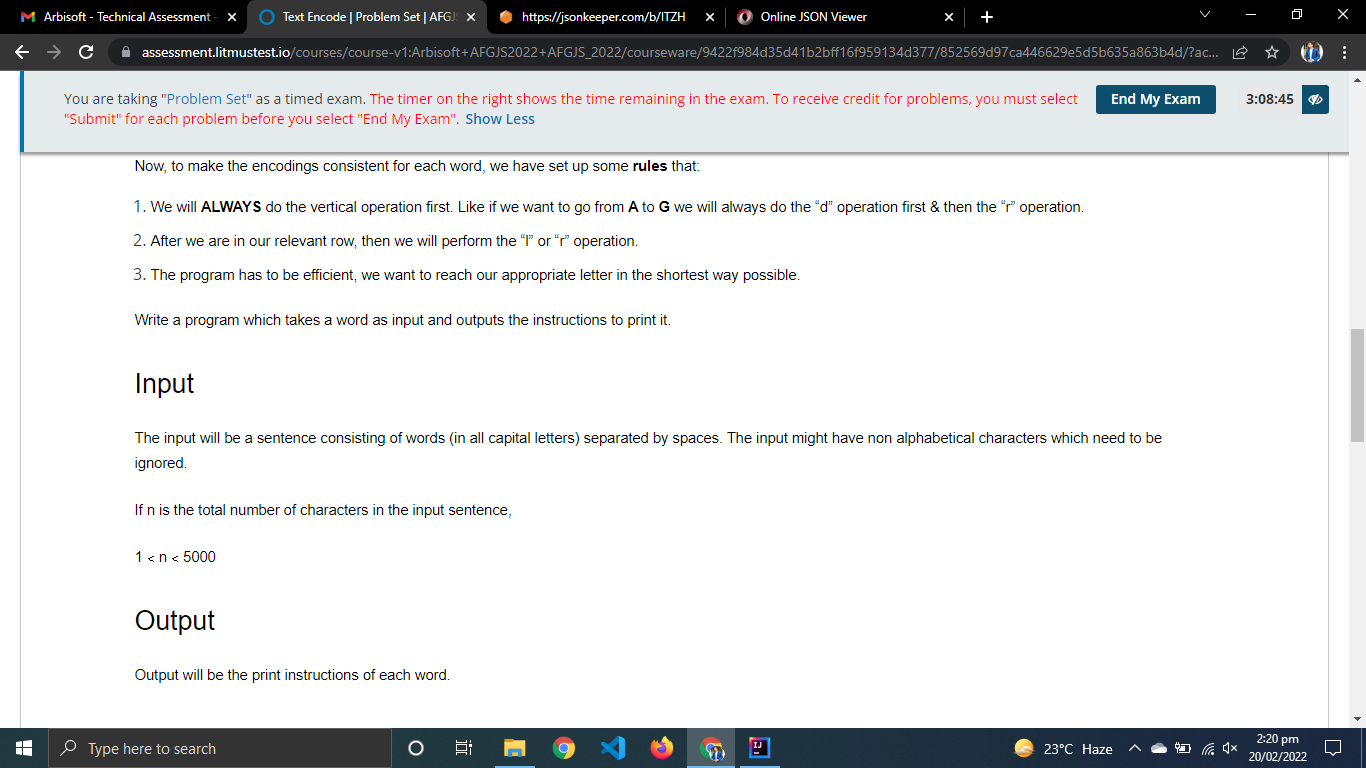 Arbisoft - Technical Assessment -
Text Encode | Problem Set | AFGJS
https://jsonkeeper.com/b/ITZH
Online JSON Viewer
assessment.litmustest.io/courses/course-v1:Arbisoft+AFGJS2022+AFGJS_2022/courseware/9422f984d35d41b2bff16f959134d377/852569d97ca446629e5d5b635a863b4d/?ac...
You are taking "Problem Set" as a timed exam. The timer on the right shows the time remaining in the exam. To receive credit for problems, you must select
"Submit" for each problem before you select "End My Exam". Show Less
End My Exam
3:08:45
Now, to make the encodings consistent for each word, we have set up some rules that:
1. We will ALWAYS do the vertical operation first. Like if we want to go from A to G we will always do the “d” operation first & then the “r” operation.
2. After we are in our relevant row, then we will perform the “l” or “r” operation.
3. The program has to be efficient, we want to reach our appropriate letter in the shortest way possible.
Write a program which takes a word as input and outputs the instructions to print it.
Input
The input will be a sentence consisting of words (in all capital letters) separated by spaces. The input might have non alphabetical characters which need to be
ignored.
If n is the total number of characters in the input sentence,
1 < n < 5000
Output
Output will be the print instructions of each word.
Type here to search
23°C Haze
2:20 pm
20/02/2022